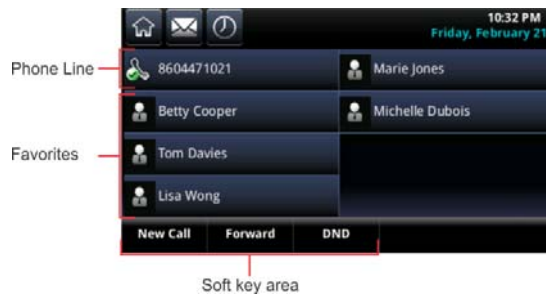 10:32 PM
Friday, February 21
Phone Line
8604471021
Marie Jones
Betty Cooper
Michelle Dubois
Favorites
Tom Davies
Lisa Wong
New Call
Forward
DND
Soft key area